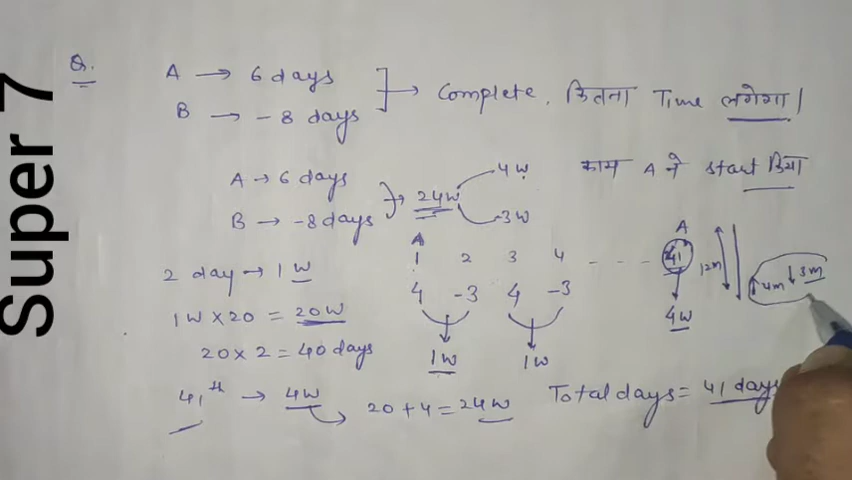 Super 7
Q.
A → 6 days
B → - 8 days
→ Complete, कितना Time लगेगा।
काम A ने start किया
A → 6 days
B → -8 days
→ 24W
4W
-3W
A
1 2 3 4 - - - - 41
A
4 -3 4 -3
4W
1W 1W
2 day → 1W
1W x 20 = 20W
20 x 2 = 40 days
41th → 4W → 20 + 4 = 24W
Total days = 41 days
12m
↑4m ↓3m